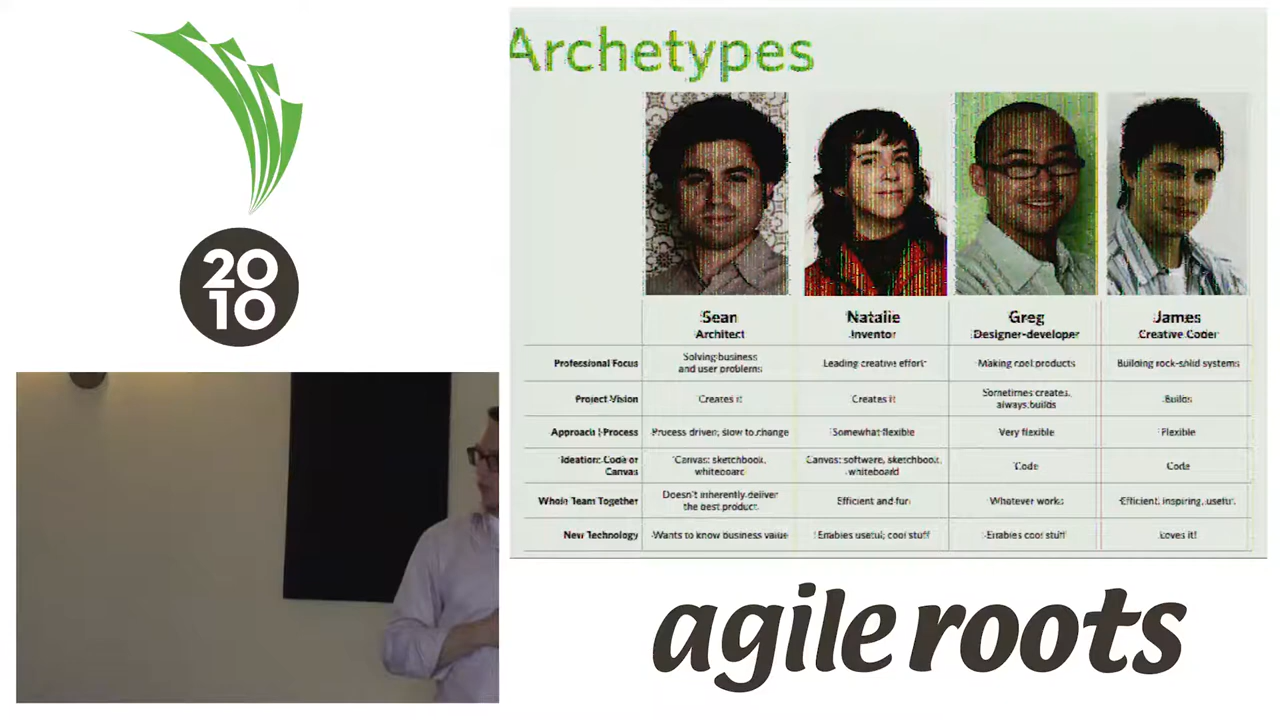 20
10
Archetypes
Sean
Architect
Natalie
Inventor
Greg
Designer-developer
James
Creative Coder
Professional Focus
Solving business
and user problems
Leading creative effort
Making cool products
Building rock-solid systems
Project Vision
Creates it
Creates it
Sometimes creates,
always builds
Builds
Approach | Process
Process driven, slow to change
Somewhat flexible
Very flexible
Flexible
Ideation: Code or
Canvas
Canvas: sketchbook,
whiteboard
Canvas: software, sketchbook,
whiteboard
Code
Code
Whole Team Together
Doesn't inherently deliver
the best product
Efficient and fun
Whatever works
Efficient, inspiring, useful
New Technology
Wants to know business value
Enables useful, cool stuff
Enables cool stuff
Loves it!
agile roots